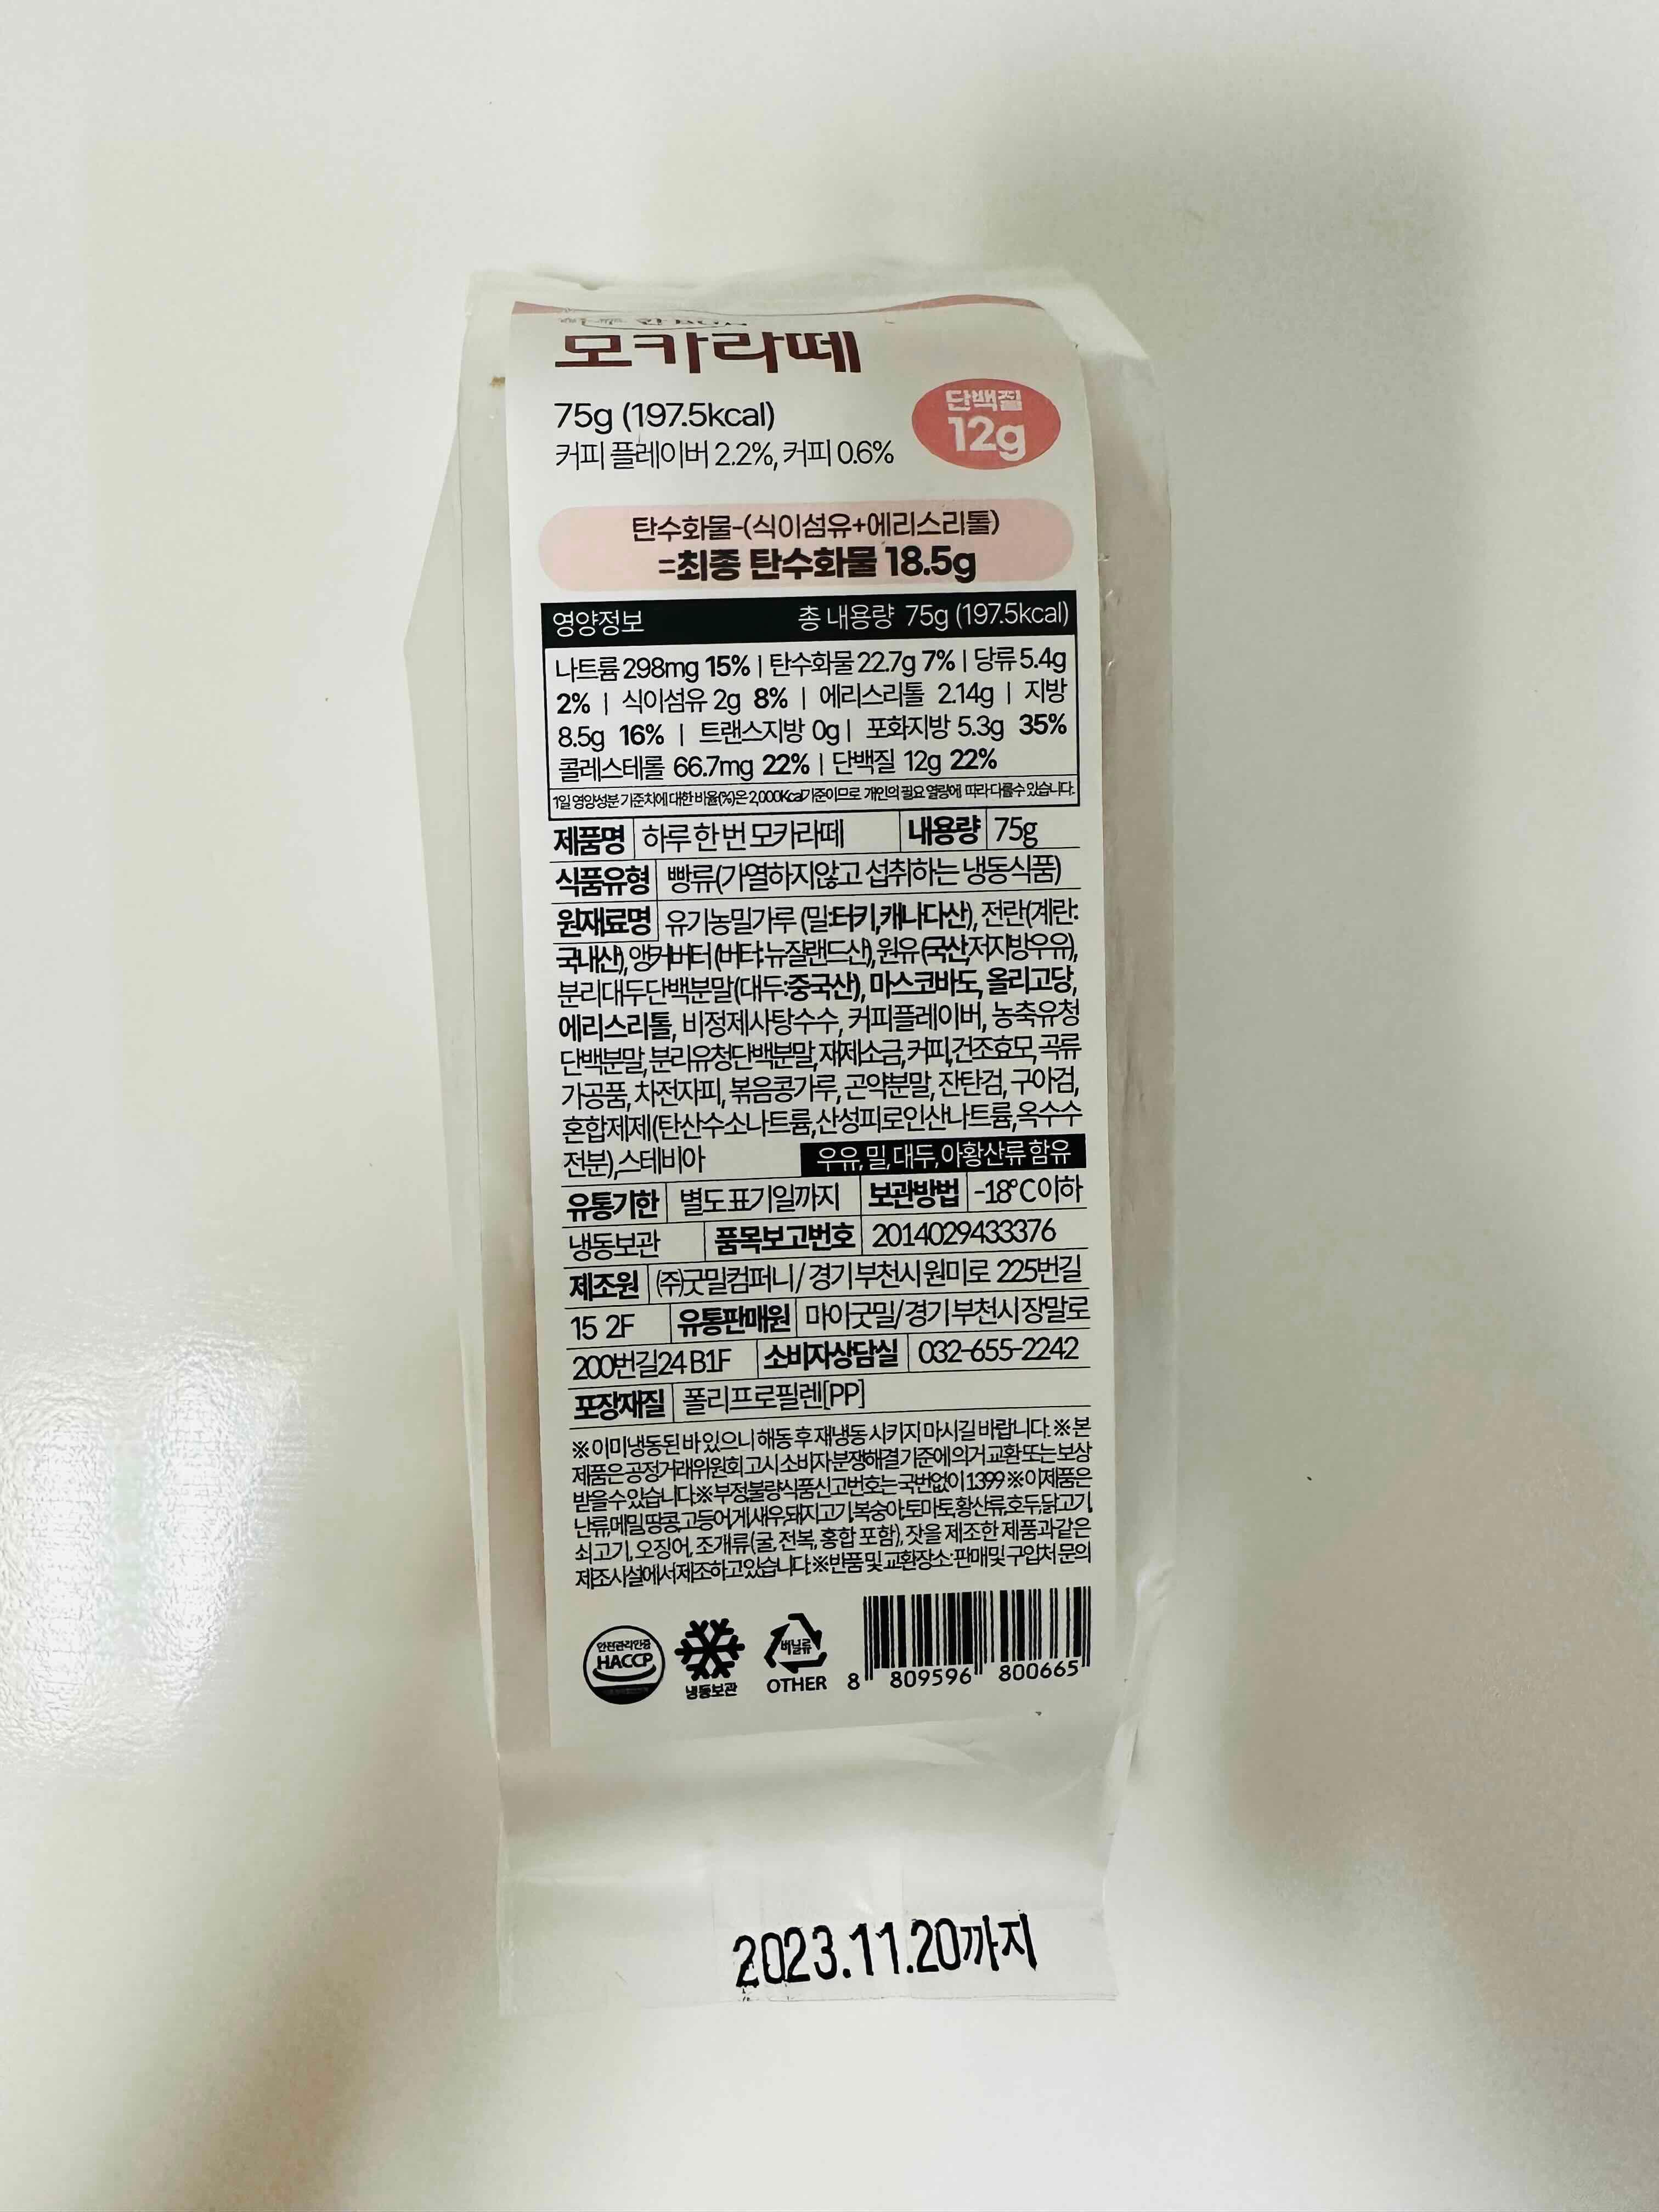 모카라떼
75g (197.5kcal)
단백질
12g
커피 플레이버 2.2%, 커피 0.6%
탄수화물-(식이섬유+에리스리톨)
=최종 탄수화물 18.5g
영양정보 총 내용량 75g (197.5kcal)
나트륨 298mg 15% | 탄수화물 22.7g 7% | 당류 5.4g
2% | 식이섬유 2g 8% | 에리스리톨 2.14g | 지방
8.5g 16% | 트랜스지방 0g | 포화지방 5.3g 35%
콜레스테롤 66.7mg 22% | 단백질 12g 22%
1일 영양성분 기준치에 대한 비율(%)은 2,000Kcal기준이므로 개인의 필요 열량에 따라 다를수 있습니다.
제품명 하루 한 번 모카라떼 내용량 75g
식품유형 빵류(가열하지않고 섭취하는 냉동식품)
원재료명 유기농밀가루 (밀:터키,캐나다산), 전란(계란:
국내산), 앵커버터 (버터:뉴질랜드산), 원유 (국산,저지방우유),
분리대두단백분말(대두:중국산), 마스코바도, 올리고당,
에리스리톨, 비정제사탕수수, 커피플레이버, 농축유청
단백분말, 분리유청단백분말, 재제소금, 커피, 건조효모, 곡류
가공품, 차전자피, 볶음콩가루, 곤약분말, 잔탄검, 구아검,
혼합제제(탄산수소나트륨,산성피로인산나트륨,옥수수
전분),스테비아 우유,밀,대두,아황산류 함유
유통기한 별도 표기일까지 보관방법 -18°C이하
냉동보관 품목보고번호 2014029433376
제조원 (주)굿밀컴퍼니/ 경기 부천시 원미로 225번길
15 2F 유통판매원 마이굿밀/ 경기 부천시 장말로
200번길24 B1F 소비자상담실 032-655-2242
포장재질 폴리프로필렌[PP]
※ 이미 냉동된 바 있으니 해동 후 재냉동 시키지 마시길 바랍니다. ※ 본
제품은 공정거래위원회 고시 소비자 분쟁해결 기준에 의거 교환 또는 보상
받을 수 있습니다.※ 부정불량식품신고번호는 국번없이 1399 ※ 이 제품은
난류,메밀,땅콩,고등어,게,새우,돼지고기,복숭아,토마토,황산류,호두,닭고기,
쇠고기, 오징어, 조개류(굴, 전복, 홍합 포함), 잣을 제조한 제품과 같은
제조시설에서 제조하고 있습니다.※ 반품 및 교환장소:판매 및 구입처 문의
안전관리인증
HACCP
냉동보관
비닐류
OTHER
8 809596 800665
2023.11.20까지